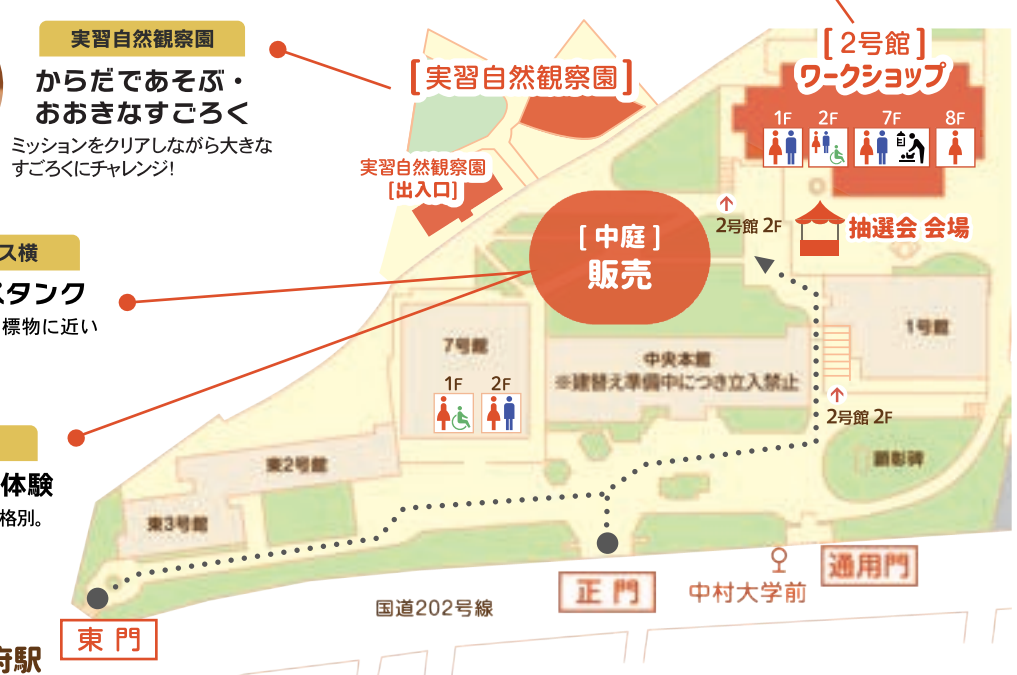 実習自然観察園
からだであそぶ・
おおきなすごろく
ミッションをクリアしながら大きな
すごろくにチャレンジ!
[実習自然観察園]
実習自然観察園
[出入口]
[2号館]
ワークショップ
1F 2F 7F 8F
2号館 2F
抽選会 会場
[中庭]
販売
ス横
スタンク
標物に近い
7号館
1F 2F
中央本館
※建替え準備中につき立入禁止
1号館
2号館 2F
顕彰碑
体験
格別。
東2号館
東3号館
東門
正門
通用門
中村大学前
国道202号線
府駅